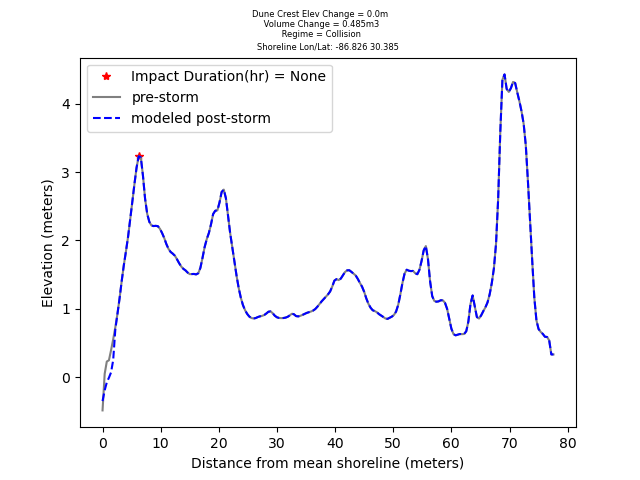 Dune Crest Elev Change = 0.0m
Volume Change = 0.485m3
Regime = Collision
Shoreline Lon/Lat: -86.826 30.385
Impact Duration(hr) = None
pre-storm
modeled post-storm
Elevation (meters)
4
3
2
1
0
0 10 20 30 40 50 60 70 80
Distance from mean shoreline (meters)